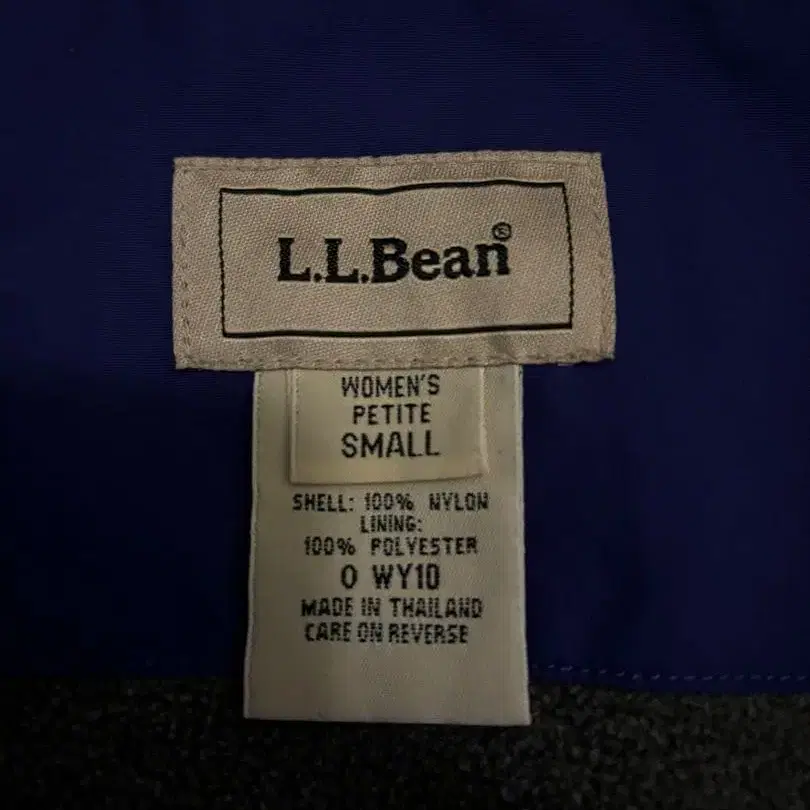 L.L.Bean®
WOMEN'S
PETITE
SMALL
SHELL: 100% NYLON
LINING:
100% POLYESTER
0 WY10
MADE IN THAILAND
CARE ON REVERSE